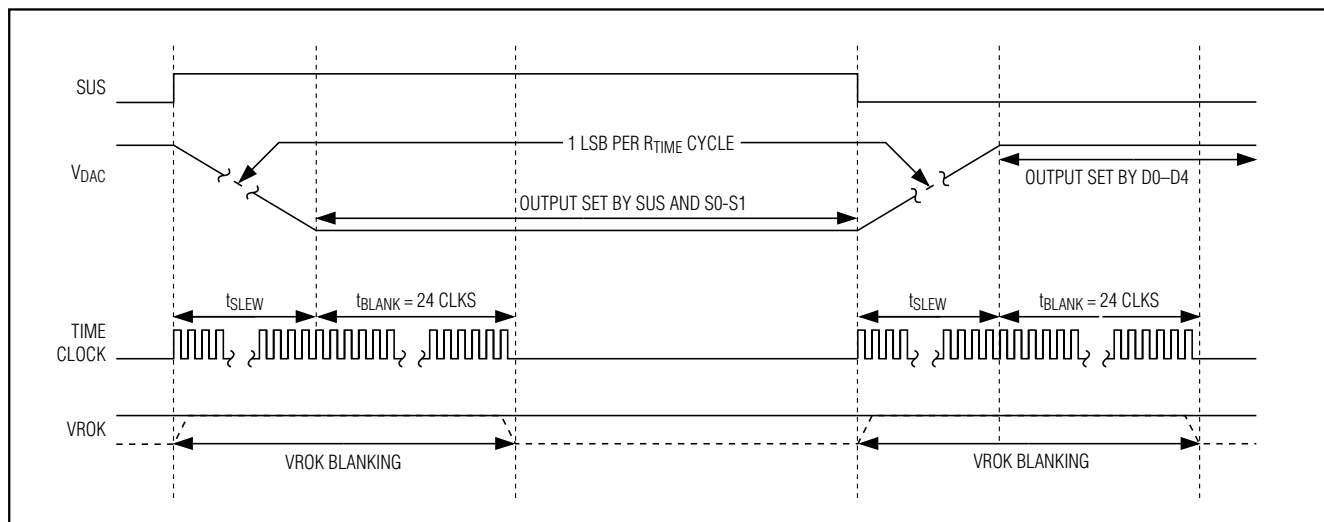 SUS
1 LSB PER RTIME CYCLE
VDAC
OUTPUT SET BY D0–D4
OUTPUT SET BY SUS AND S0-S1
tSLEW
tBLANK = 24 CLKS
tSLEW
tBLANK = 24 CLKS
TIME
CLOCK
VROK
VROK BLANKING
VROK BLANKING